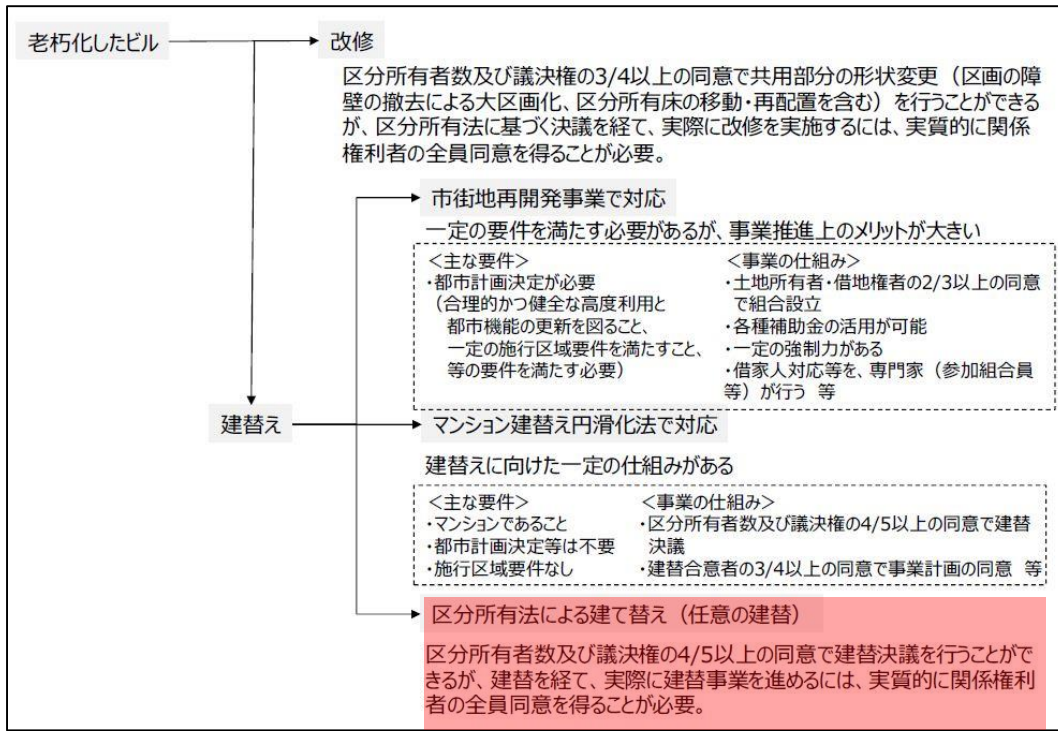 老朽化したビル
改修
区分所有者数及び議決権の3/4以上の同意で共用部分の形状変更（区画の障
壁の撤去による大区画化、区分所有床の移動・再配置を含む）を行うことができる
が、区分所有法に基づく決議を経て、実際に改修を実施するには、実質的に関係
権利者の全員同意を得ることが必要。
市街地再開発事業で対応
一定の要件を満たす必要があるが、事業推進上のメリットが大きい
＜主な要件＞
・都市計画決定が必要
（合理的かつ健全な高度利用と
都市機能の更新を図ること、
一定の施行区域要件を満たすこと、
等の要件を満たす必要）
＜事業の仕組み＞
・土地所有者・借地権者の2/3以上の同意
で組合設立
・各種補助金の活用が可能
・一定の強制力がある
・借家人対応等を、専門家（参加組合員
等）が行う 等
建替え
マンション建替え円滑化法で対応
建替えに向けた一定の仕組みがある
＜主な要件＞
・マンションであること
・都市計画決定等は不要
・施行区域要件なし
＜事業の仕組み＞
・区分所有者数及び議決権の4/5以上の同意で建替
決議
・建替合意者の3/4以上の同意で事業計画の同意 等
区分所有法による建て替え（任意の建替）
区分所有者数及び議決権の4/5以上の同意で建替決議を行うことがで
きるが、建替を経て、実際に建替事業を進めるには、実質的に関係権利
者の全員同意を得ることが必要。